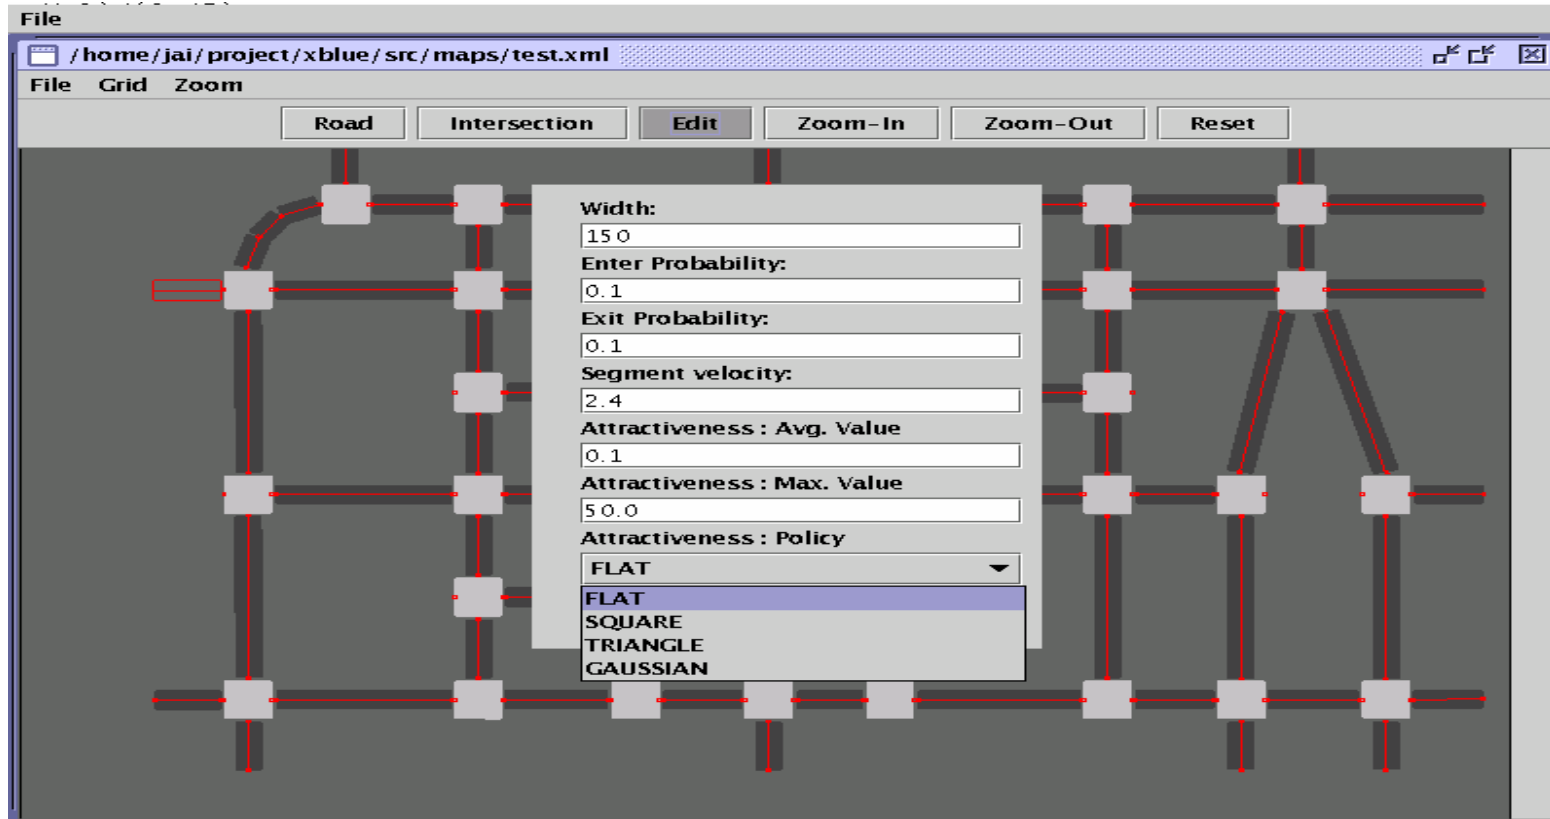 File
/home/jai/project/xblue/src/maps/test.xml
File Grid Zoom
Road Intersection Edit Zoom-In Zoom-Out Reset
Width:
150
Enter Probability:
0.1
Exit Probability:
0.1
Segment velocity:
2.4
Attractiveness : Avg. Value
0.1
Attractiveness : Max. Value
50.0
Attractiveness : Policy
FLAT
FLAT
SQUARE
TRIANGLE
GAUSSIAN